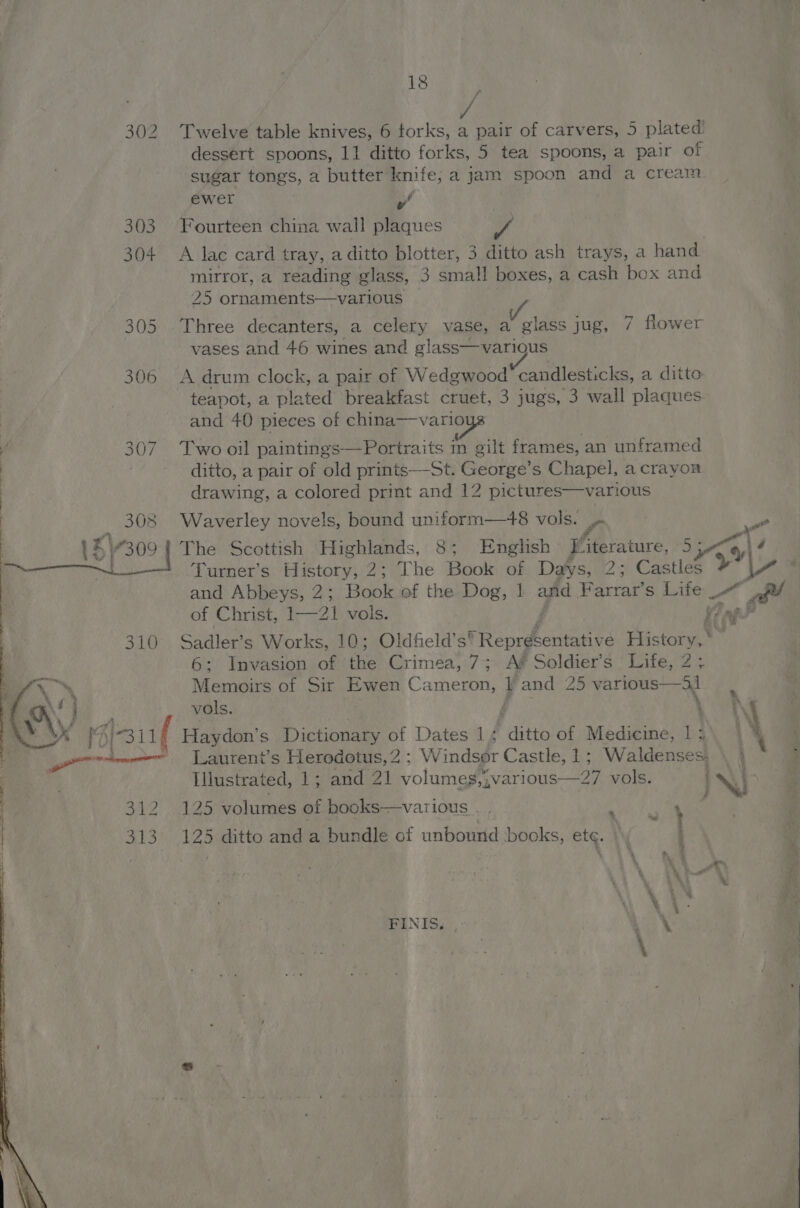 18
302 Twelve table knives, 6 forks, a pair of carvers, 5 plated
dessert spoons, 11 ditto forks, 5 tea spoons, a pair of
sugar tongs, a butter knife, a jam spoon and a cream
ewer
303 Fourteen china wall plaques
304 A lac card tray, a ditto blotter, 3 ditto ash trays, a hand
mirror, a reading glass, 3 small boxes, a cash box and
25 ornaments—various
305 Three decanters, a celery vase, a glass jug, 7 flower
vases and 46 wines and glass—various
306 A drum clock, a pair of Wedgwood candlesticks, a ditto
teapot, a plated breakfast cruet, 3 jugs, 3 wall plaques
and 40 pieces of china—various
307 Two oil paintings—Portraits in gilt frames, an unframed
ditto, a pair of old prints—St. George's Chapel, a crayon
drawing, a colored print and 12 pictures—various
308 Waverley novels, bound uniform—48 vols.
309 The Scottish Highlands, 8; English Literature, 5;
Turner's History, 2; The Book of Days, 2; Castles
and Abbeys, 2; Book of the Dog, 1 and Farrar's Life
of Christ, 1—21 vols.
310 Sadler's Works, 10; Oldfield's Representative History,
6; Invasion of the Crimea, 7; A Soldier's Life, 2;
Memoirs of Sir Ewen Cameron, 1 and 25 various—51
vols.
311 Haydon's Dictionary of Dates 1; ditto of Medicine, 1;
Laurent's Herodotus, 2; Windsor Castle, 1; Waldenses
Illustrated, 1; and 21 volumes, various—27 vols.
312 125 volumes of books—various
313 125 ditto and a bundle of unbound books, etc.
FINIS.